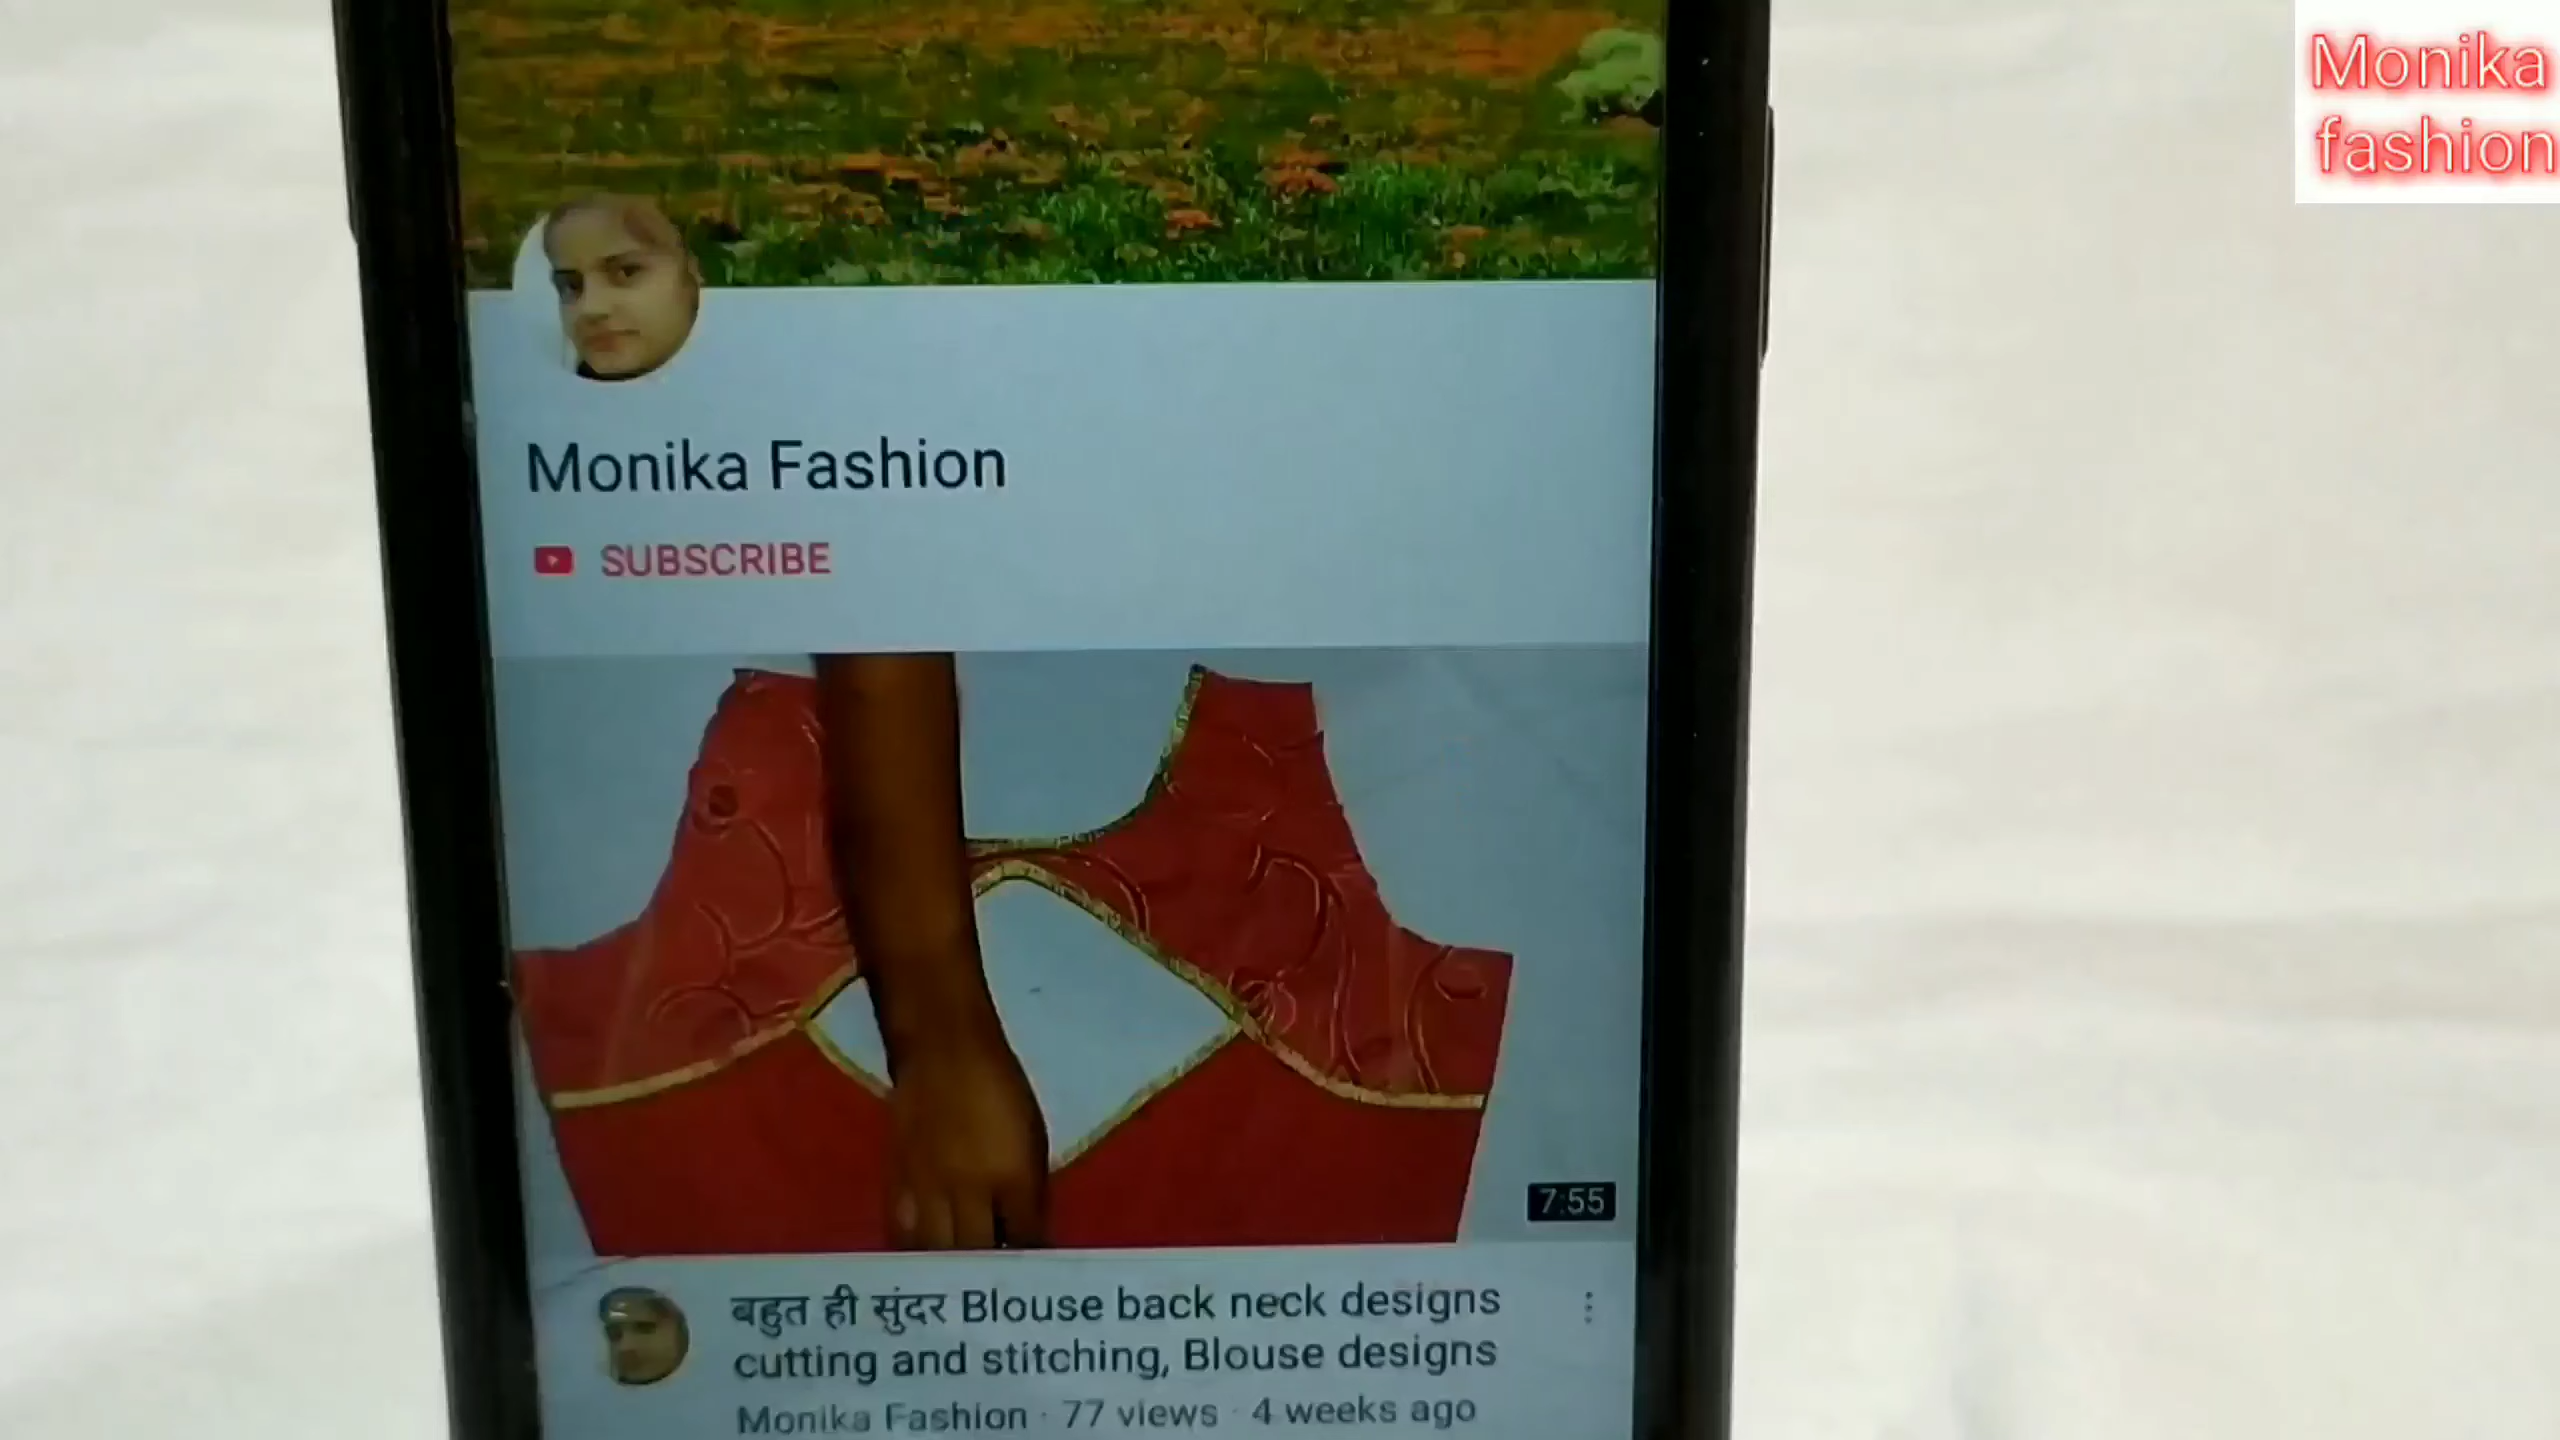 Monika
fashion
Monika Fashion
SUBSCRIBE
7:55
बहुत ही सुंदर Blouse back neck designs
cutting and stitching, Blouse designs
Monika Fashion · 77 views · 4 weeks ago